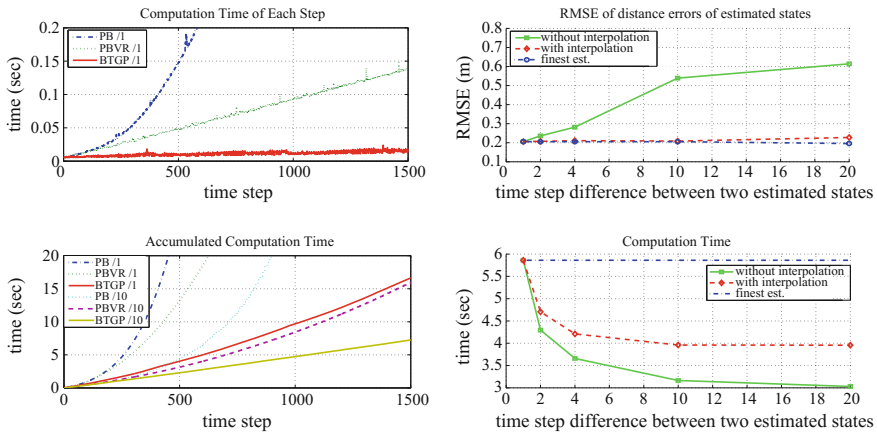 Computation Time of Each Step
PB /1
PBVR /1
BTGP /1
0.2
0.15
0.1
0.05
0
time (sec)
0
500
1000
1500
time step
RMSE of distance errors of estimated states
without interpolation
with interpolation
finest est.
0.8
0.7
0.6
0.5
0.4
0.3
0.2
0.1
RMSE (m)
0
2
4
6
8
10
12
14
16
18
20
time step difference between two estimated states
Accumulated Computation Time
PB /1
PBVR /1
BTGP /1
PB /10
PBVR /10
BTGP /10
20
15
10
5
0
time (sec)
0
500
1000
1500
time step
Computation Time
without interpolation
with interpolation
finest est.
6
5.5
5
4.5
4
3.5
3
time (sec)
0
2
4
6
8
10
12
14
16
18
20
time step difference between two estimated states